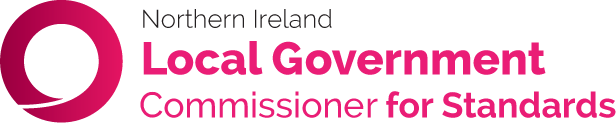 Northern Ireland
Local Government
Commissioner for Standards